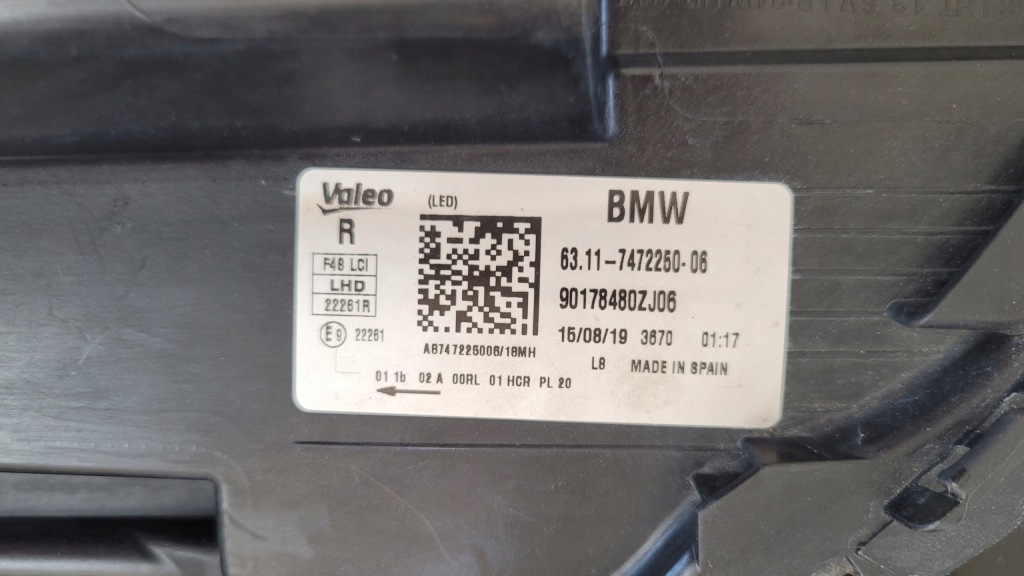 Valeo
(LED)
BMW
R
F48 LCI
LHD
22261R
E9 22261
63.11-7472250-06
90178480ZJ06
15/08/19 3670 01:17
A8747225006/18MH
L8 MADE IN SPAIN
01 1b 02 A 00RL 01 HCR PL 20